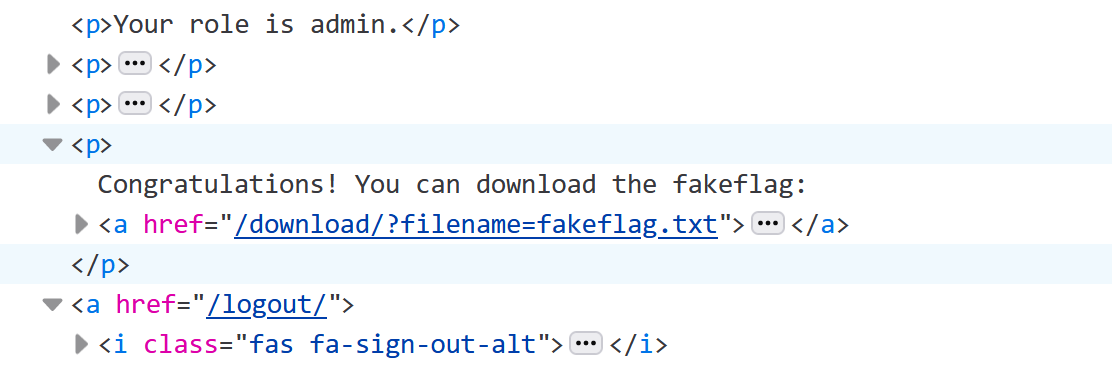 <p>Your role is admin.</p>
<p>…</p>
<p>…</p>
<p>
Congratulations! You can download the fakeflag:
<a href="/download/?filename=fakeflag.txt">…</a>
</p>
<a href="/logout/">
<i class="fas fa-sign-out-alt">…</i>